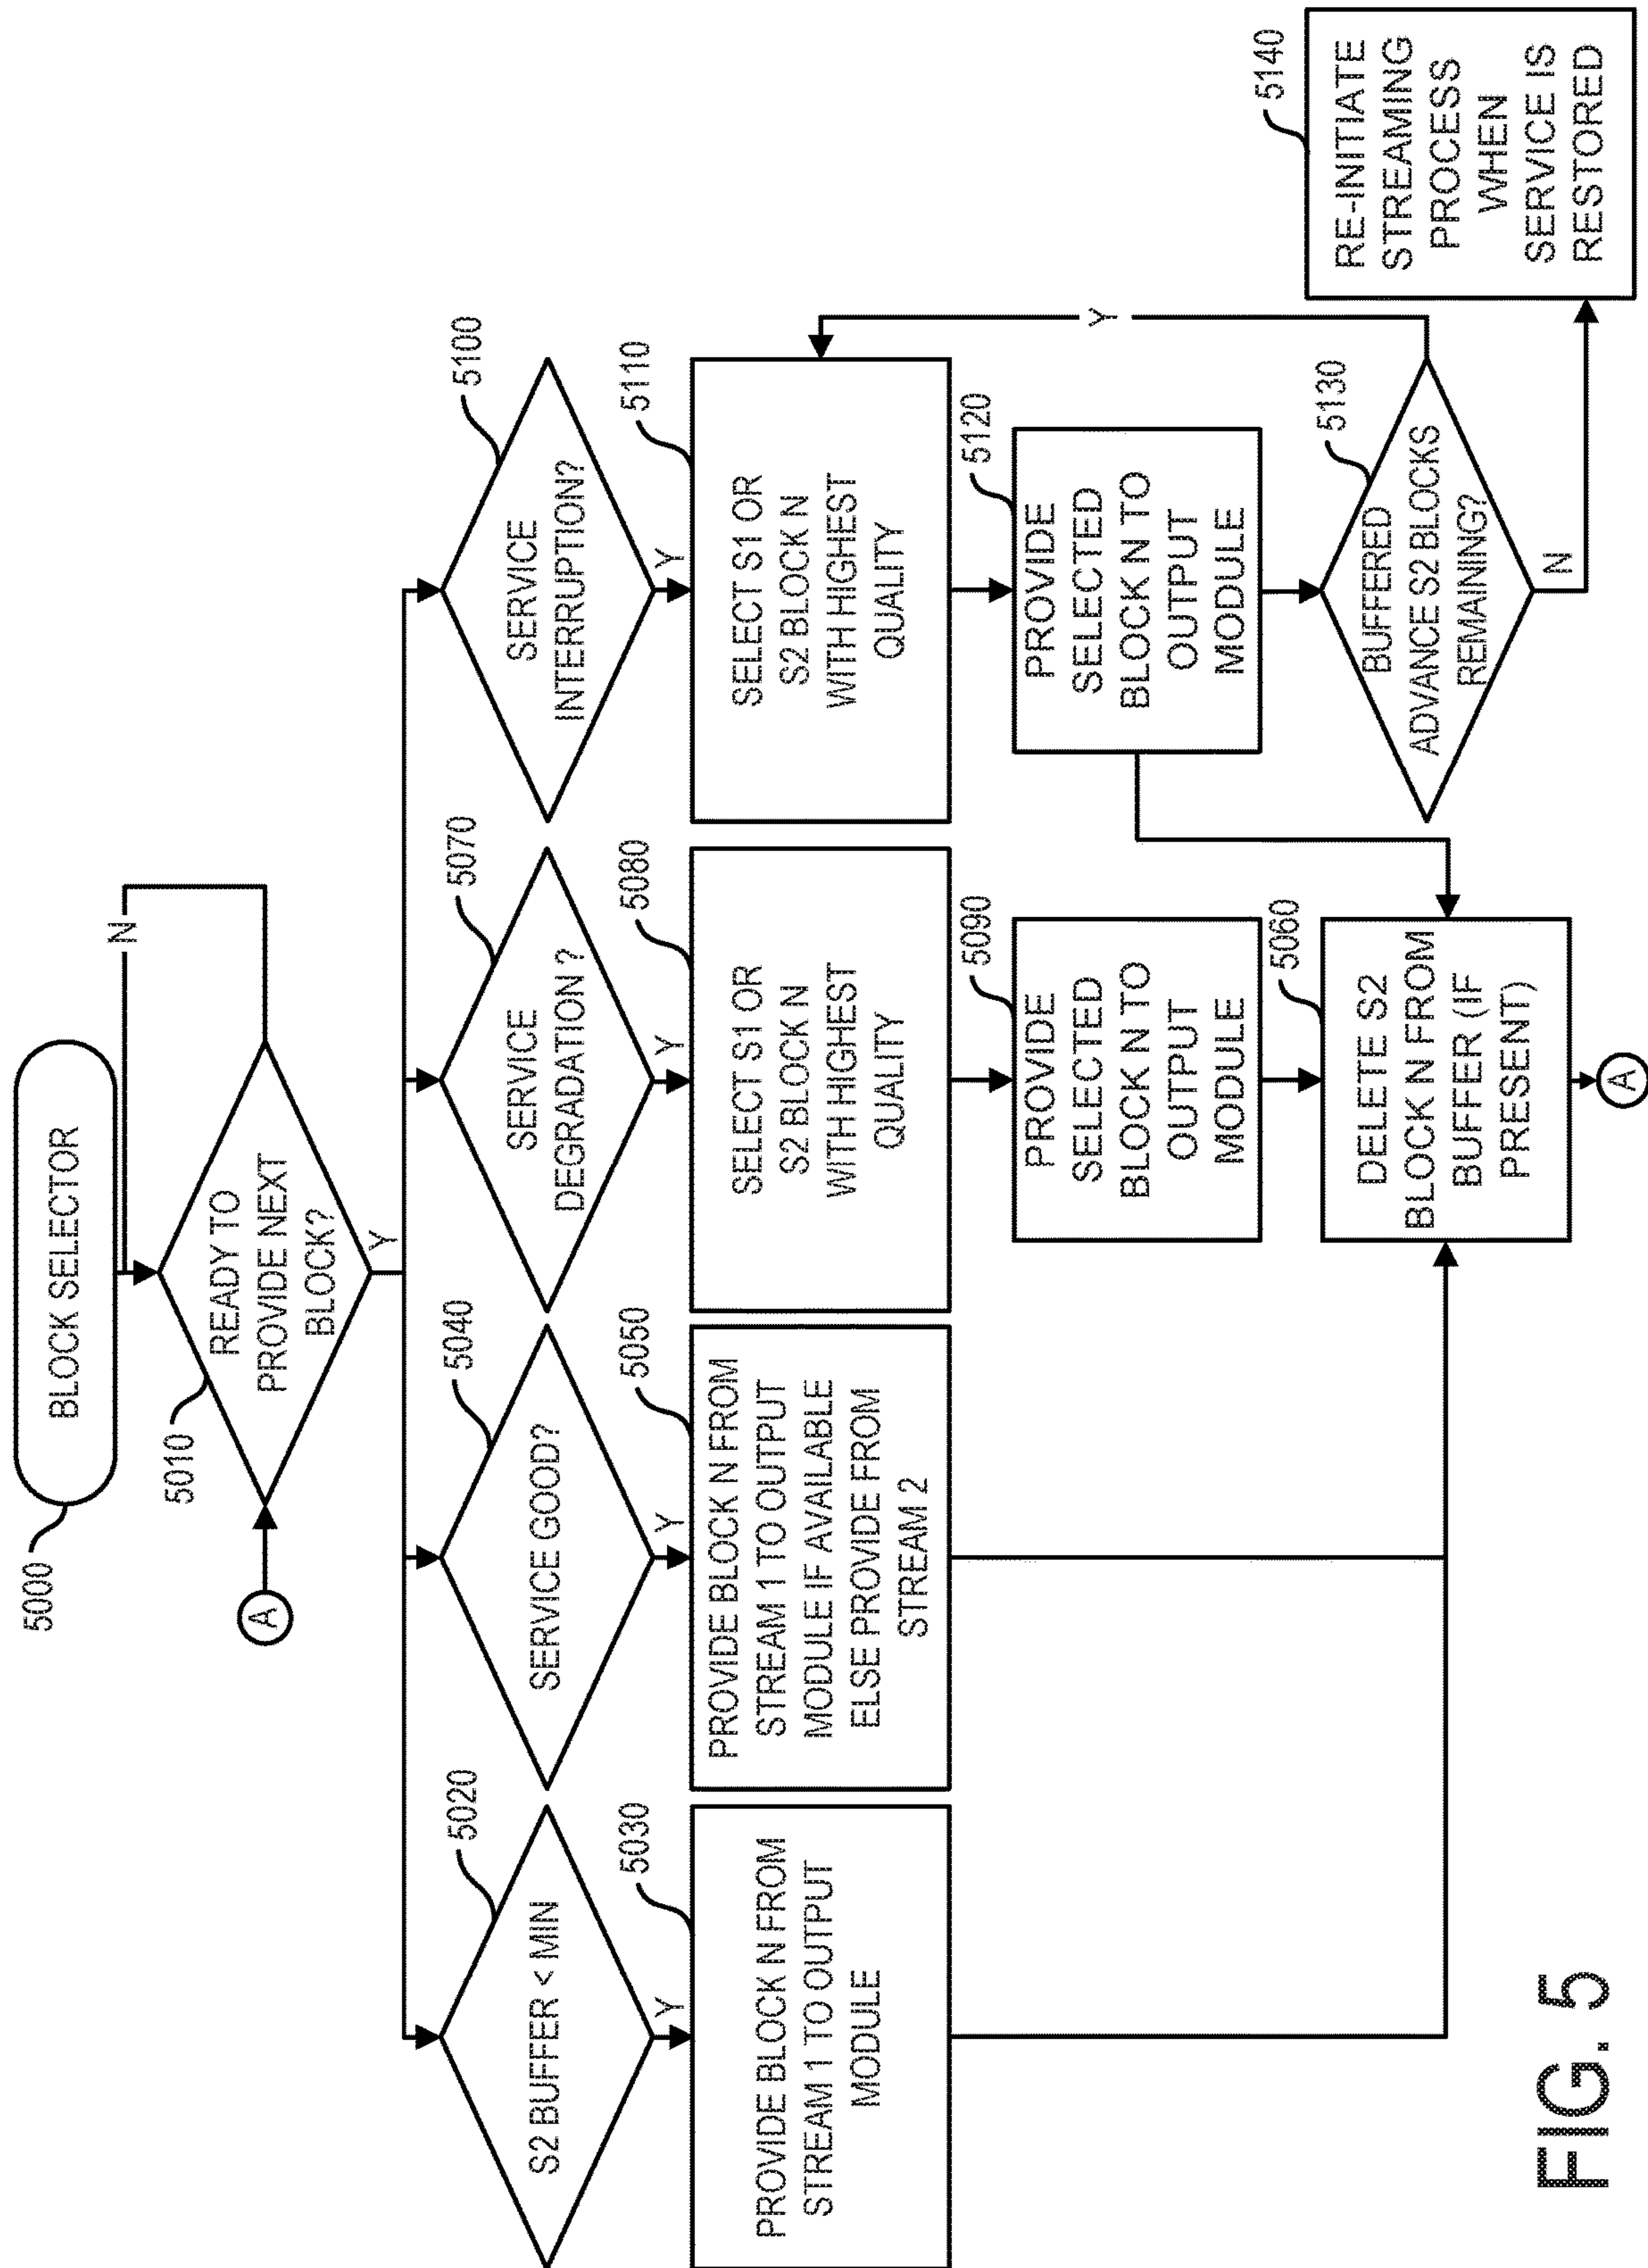 5000
BLOCK SELECTOR
N
A
5010
READY TO
PROVIDE NEXT
BLOCK?
Y
5020
S2 BUFFER < MIN
Y
5030
PROVIDE BLOCK N FROM
STREAM 1 TO OUTPUT
MODULE
5040
SERVICE GOOD?
Y
5050
PROVIDE BLOCK N FROM
STREAM 1 TO OUTPUT
MODULE IF AVAILABLE
ELSE PROVIDE FROM
STREAM 2
5070
SERVICE
DEGRADATION ?
Y
5080
SELECT S1 OR
S2 BLOCK N
WITH HIGHEST
QUALITY
5090
PROVIDE
SELECTED
BLOCK N TO
OUTPUT
MODULE
5060
DELETE S2
BLOCK N FROM
BUFFER (IF
PRESENT)
A
5100
SERVICE
INTERRUPTION?
Y
5110
SELECT S1 OR
S2 BLOCK N
WITH HIGHEST
QUALITY
5120
PROVIDE
SELECTED
BLOCK N TO
OUTPUT
MODULE
5130
BUFFERED
ADVANCE S2 BLOCKS
REMAINING?
Y
N
5140
RE-INITIATE
STREAMING
PROCESS
WHEN
SERVICE IS
RESTORED
FIG. 5